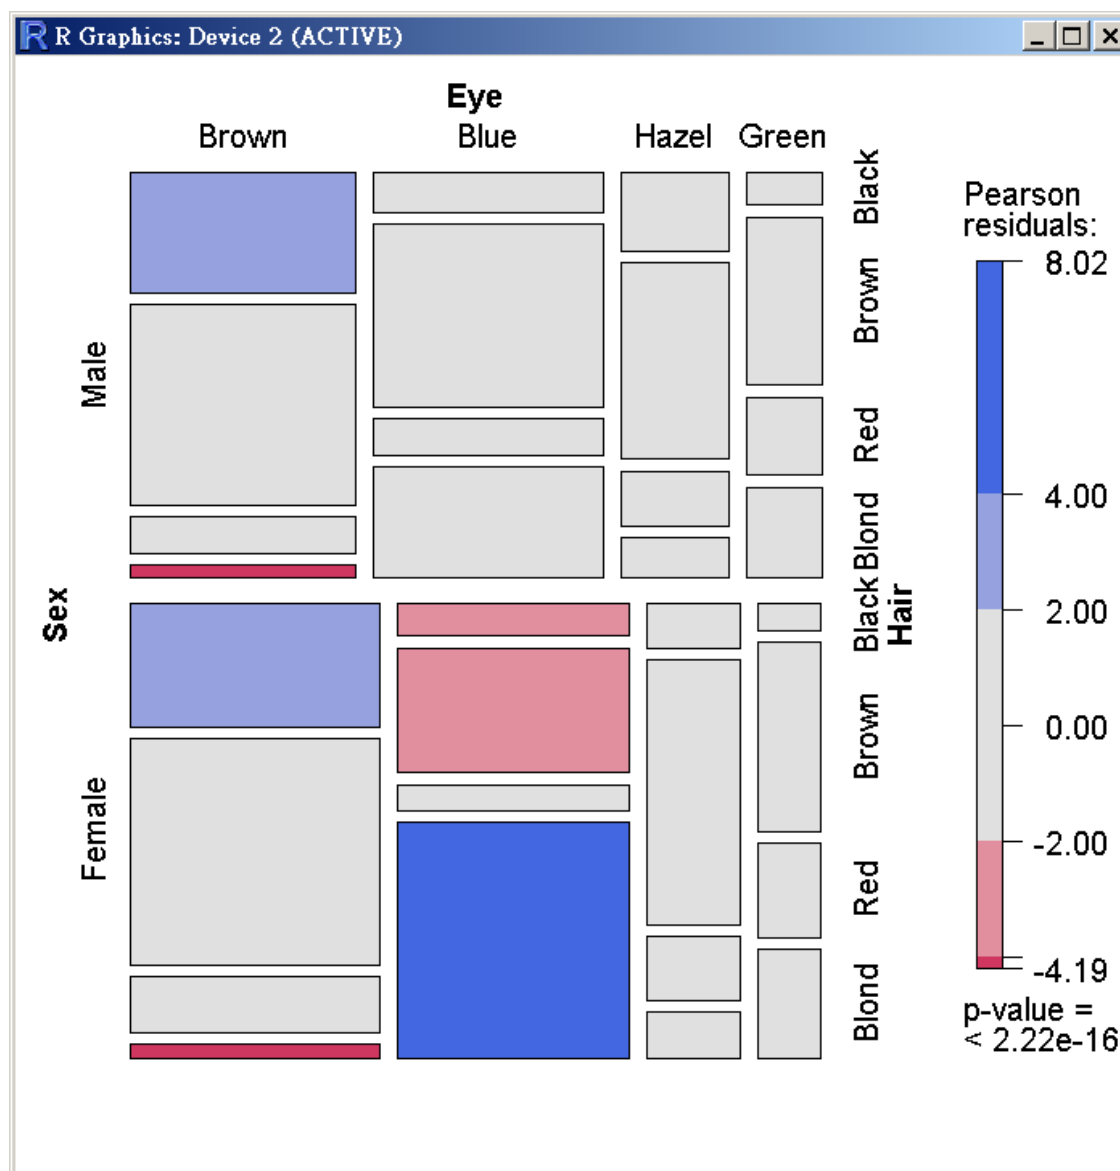 R R Graphics: Device 2 (ACTIVE)
Eye
Brown Blue Hazel Green
Sex
Male
Female
Black
Brown
Red
Blond
Black
Brown
Red
Blond
Hair
Pearson
residuals:
8.02
4.00
2.00
0.00
-2.00
-4.19
p-value =
< 2.22e-16